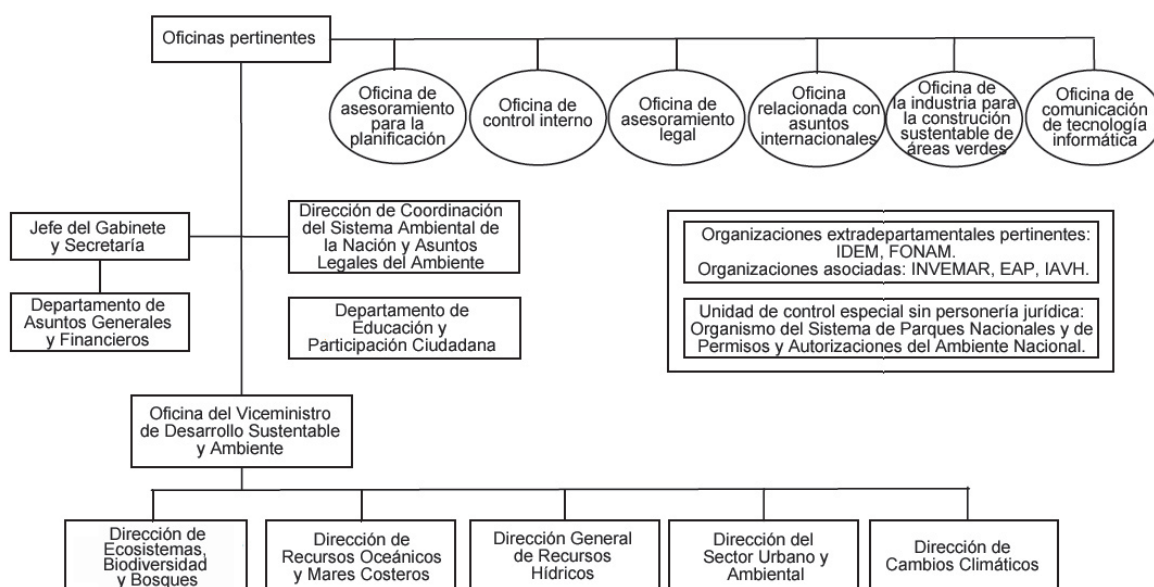 Oficinas pertinentes
Oficina de
asesoramiento
para la
planificación
Oficina de
control interno
Oficina de
asesoramiento
legal
Oficina
relacionada con
asuntos
internacionales
Oficina de
la industria para
la construción
sustentable de
áreas verdes
Oficina de
comunicación
de tecnología
informática
Jefe del Gabinete
y Secretaría
Dirección de Coordinación
del Sistema Ambiental de
la Nación y Asuntos
Legales del Ambiente
Organizaciones extradepartamentales pertinentes:
IDEM, FONAM.
Organizaciones asociadas: INVEMAR, EAP, IAVH.
Departamento de
Asuntos Generales
y Financieros
Departamento de
Educación y
Participación Ciudadana
Unidad de control especial sin personería jurídica:
Organismo del Sistema de Parques Nacionales y de
Permisos y Autorizaciones del Ambiente Nacional.
Oficina del Viceministro
de Desarrollo Sustentable
y Ambiente
Dirección de
Ecosistemas,
Biodiversidad
y Bosques
Dirección de
Recursos Oceánicos
y Mares Costeros
Dirección General
de Recursos
Hídricos
Dirección del
Sector Urbano y
Ambiental
Dirección de
Cambios Climáticos